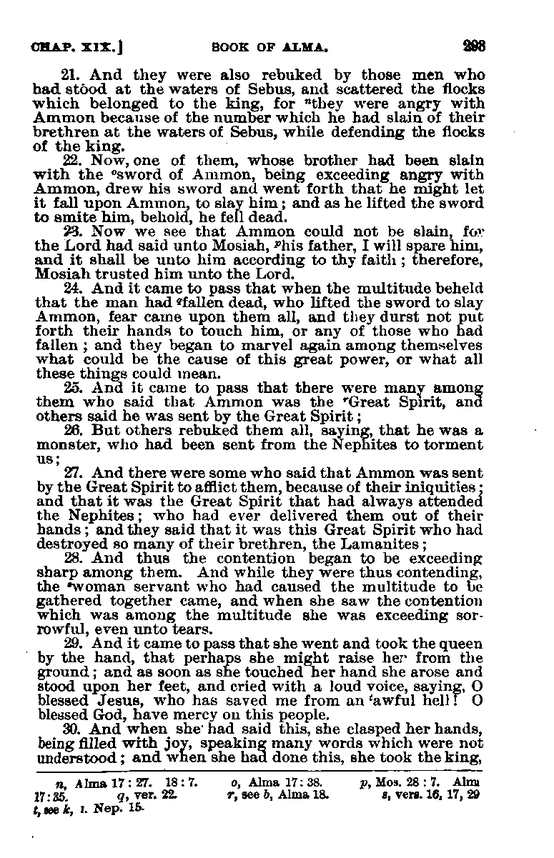 CHAP. XIX.] BOOK OF ALMA. 293
21. And they were also rebuked by those men who
had stood at the waters of Sebus, and scattered the flocks
which belonged to the king, for ⁿthey were angry with
Ammon because of the number which he had slain of their
brethren at the waters of Sebus, while defending the flocks
of the king.
22. Now, one of them, whose brother had been slain
with the ᵒsword of Ammon, being exceeding angry with
Ammon, drew his sword and went forth that he might let
it fall upon Ammon, to slay him; and as he lifted the sword
to smite him, behold, he fell dead.
23. Now we see that Ammon could not be slain, for
the Lord had said unto Mosiah, ᵖhis father, I will spare him,
and it shall be unto him according to thy faith; therefore,
Mosiah trusted him unto the Lord.
24. And it came to pass that when the multitude beheld
that the man had ᑫfallen dead, who lifted the sword to slay
Ammon, fear came upon them all, and they durst not put
forth their hands to touch him, or any of those who had
fallen; and they began to marvel again among themselves
what could be the cause of this great power, or what all
these things could mean.
25. And it came to pass that there were many among
them who said that Ammon was the ʳGreat Spirit, and
others said he was sent by the Great Spirit;
26. But others rebuked them all, saying, that he was a
monster, who had been sent from the Nephites to torment
us;
27. And there were some who said that Ammon was sent
by the Great Spirit to afflict them, because of their iniquities;
and that it was the Great Spirit that had always attended
the Nephites; who had ever delivered them out of their
hands; and they said that it was this Great Spirit who had
destroyed so many of their brethren, the Lamanites;
28. And thus the contention began to be exceeding
sharp among them. And while they were thus contending,
the ˢwoman servant who had caused the multitude to be
gathered together came, and when she saw the contention
which was among the multitude she was exceeding sor-
rowful, even unto tears.
29. And it came to pass that she went and took the queen
by the hand, that perhaps she might raise her from the
ground; and as soon as she touched her hand she arose and
stood upon her feet, and cried with a loud voice, saying, O
blessed Jesus, who has saved me from an ᵗawful hell! O
blessed God, have mercy on this people.
30. And when she had said this, she clasped her hands,
being filled with joy, speaking many words which were not
understood; and when she had done this, she took the king,
n, Alma 17:27. 18:7. o, Alma 17:38. p, Mos. 28:7. Alma
17:35. q, ver. 22. r, see b, Alma 18. s, vers. 16, 17, 29
t, see k, 1. Nep. 15.